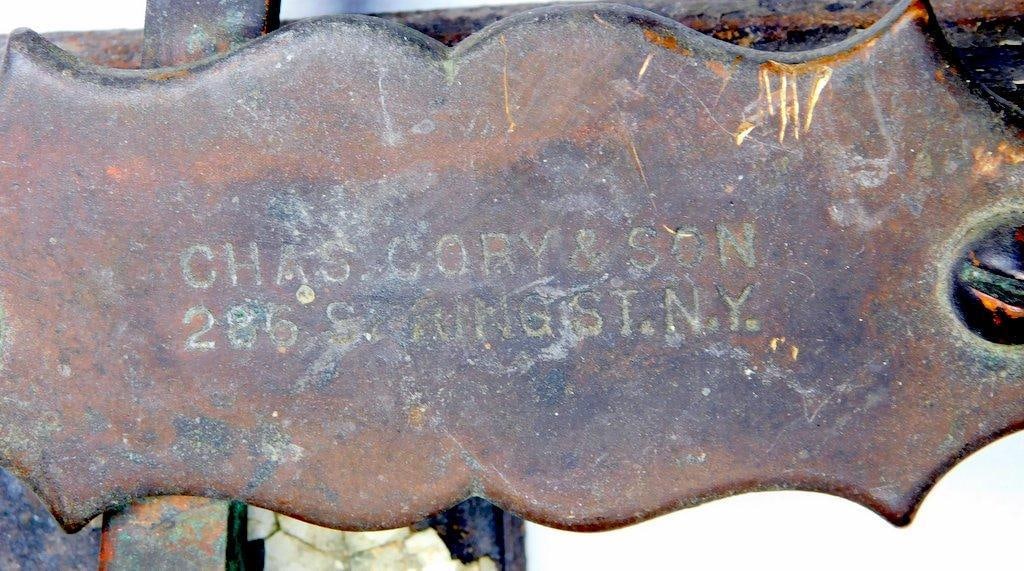 CHAS. CORY & SON
286 SPRING ST. N.Y.